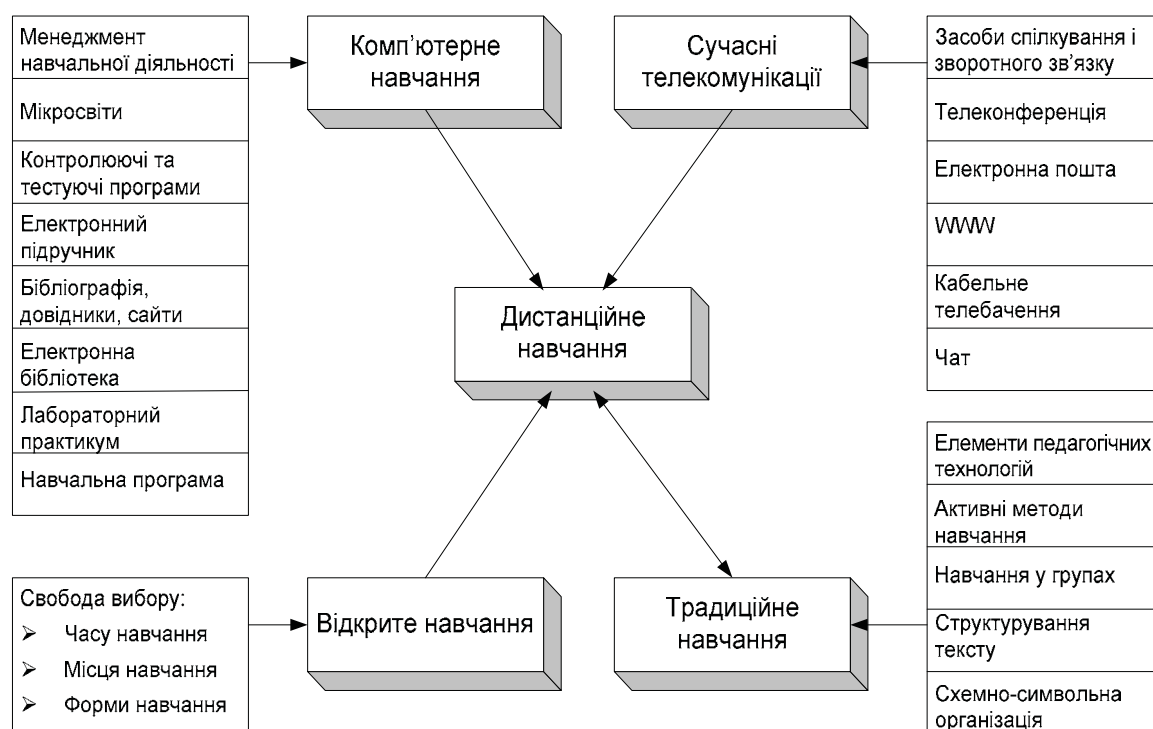 Менеджмент
навчальної діяльності
Мікросвіти
Контролюючі та
тестуючі програми
Електронний
підручник
Бібліографія,
довідники, сайти
Електронна
бібліотека
Лабораторний
практикум
Навчальна програма
Комп’ютерне
навчання
Сучасні
телекомунікації
Засоби спілкування і
зворотного зв’язку
Телеконференція
Електронна пошта
WWW
Кабельне
телебачення
Чат
Дистанційне
навчання
Свобода вибору:
➢ Часу навчання
➢ Місця навчання
➢ Форми навчання
Відкрите навчання
Традиційне
навчання
Елементи педагогічних
технологій
Активні методи
навчання
Навчання у групах
Структурування
тексту
Схемно-символьна
організація